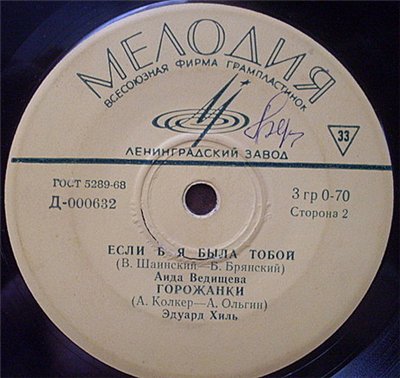 МЕЛОДИЯ
ВСЕСОЮЗНАЯ ФИРМА ГРАМПЛАСТИНОК
33
ЛЕНИНГРАДСКИЙ ЗАВОД
ГОСТ 5289-68
Д-000632
3 гр 0-70
Сторона 2
ЕСЛИ Б Я БЫЛА ТОБОЙ
(В. Шаинский—Б. Брянский)
Аида Ведищева
ГОРОЖАНКИ
(А. Колкер—А. Ольгин)
Эдуард Хиль